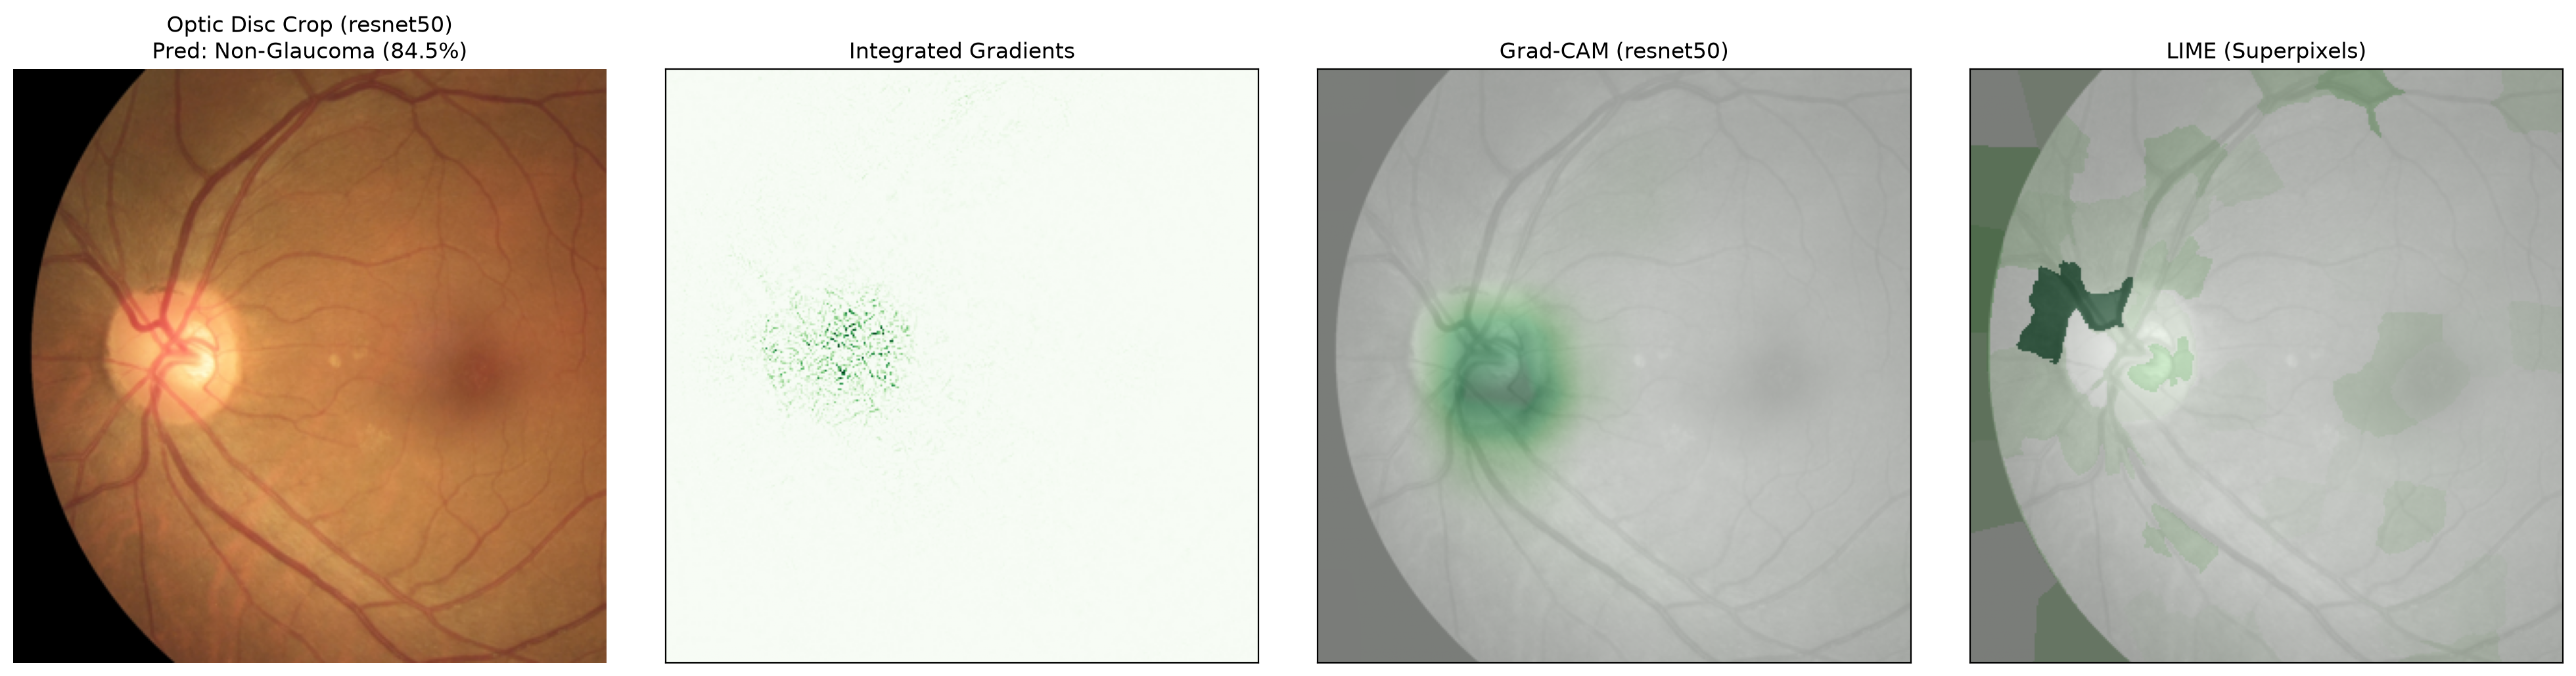 Optic Disc Crop (resnet50)
Pred: Non-Glaucoma (84.5%)
Integrated Gradients
Grad-CAM (resnet50)
LIME (Superpixels)